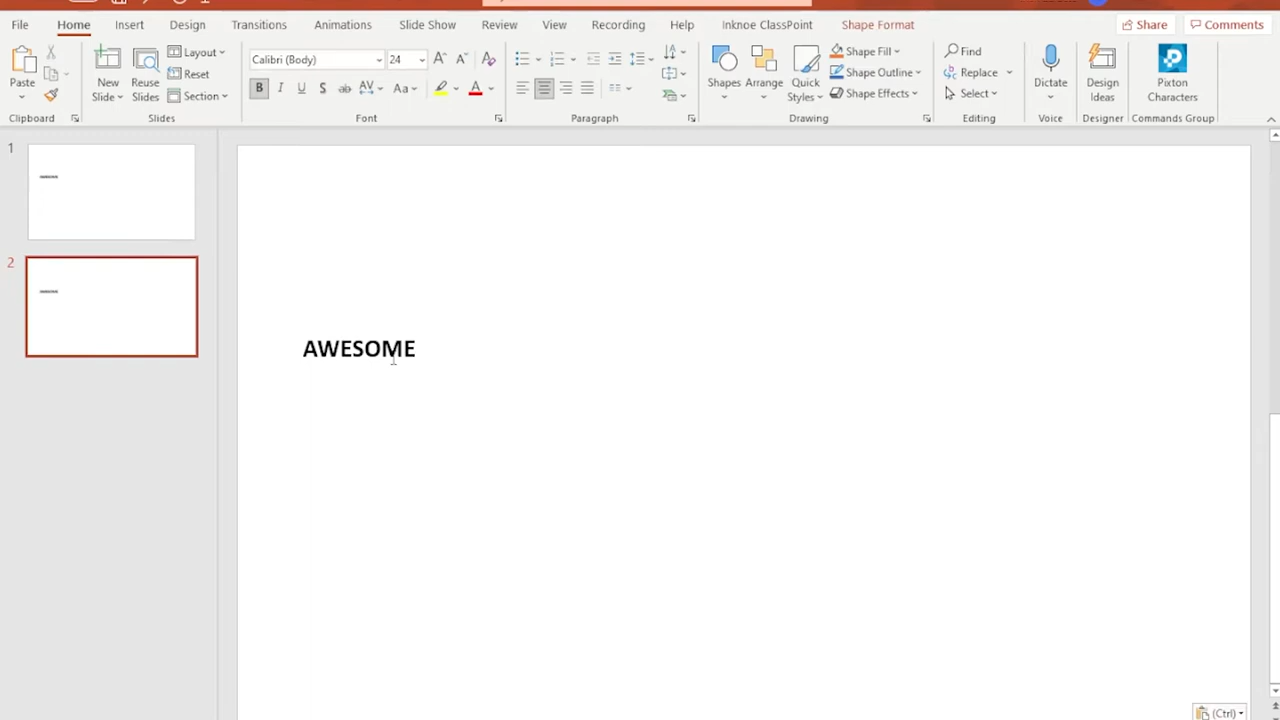 File Home Insert Design Transitions Animations Slide Show Review View Recording Help Inknoe ClassPoint Shape Format Share Comments
Paste
New Slide
Reuse Slides
Layout
Reset
Section
Calibri (Body) 24
B I U S ab AV Aa A
Shapes
Arrange
Quick Styles
Shape Fill
Shape Outline
Shape Effects
Find
Replace
Select
Dictate
Design Ideas
Pixton Characters
Clipboard Slides Font Paragraph Drawing Editing Voice Designer Commands Group
1
2
AWESOME
(Ctrl)